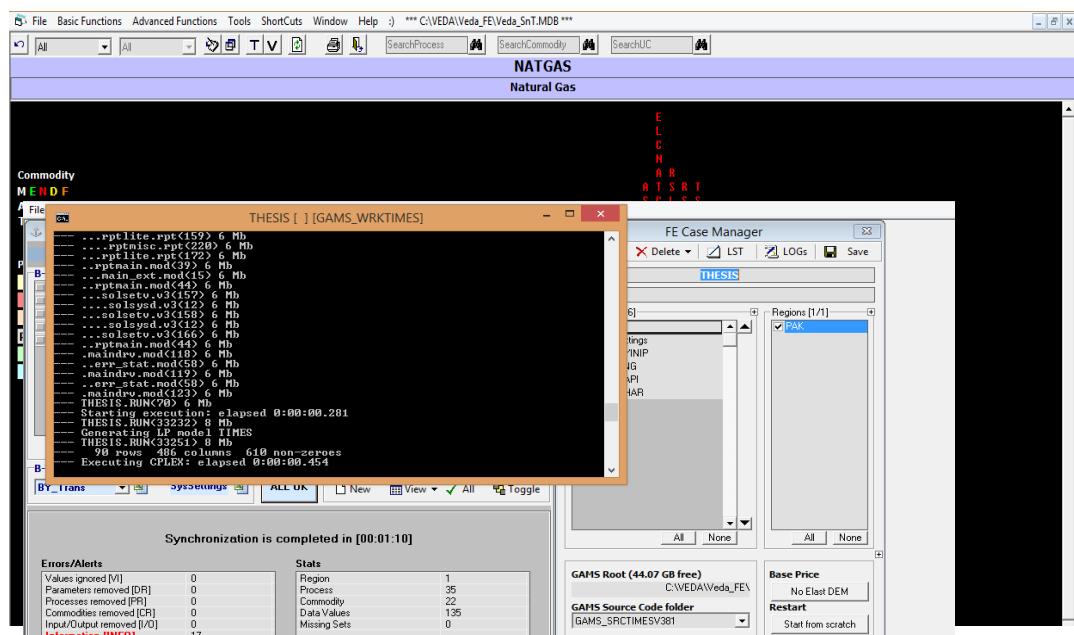 File Basic Functions Advanced Functions Tools ShortCuts Window Help :) *** C:\VEDA\Veda_FE\Veda_SnT.MDB ***
All All T V SearchProcess SearchCommodity SearchUC
NATGAS
Natural Gas
E
L
C
N
A R
A T S R T
Commodity
M E N D F
File
THESIS [ ] [GAMS_WRKTIMES]
--- ...rptlite.rpt(159) 6 Mb
--- ....rptmisc.rpt(220) 6 Mb
--- ...rptlite.rpt(172) 6 Mb
--- ..rptmain.mod(39) 6 Mb
--- ...main_ext.mod(15) 6 Mb
--- ..rptmain.mod(44) 6 Mb
--- ...solsetv.v3(157) 6 Mb
--- ....solsysd.v3(12) 6 Mb
--- ...solsetv.v3(158) 6 Mb
--- ....solsysd.v3(12) 6 Mb
--- ...solsetv.v3(166) 6 Mb
--- ..rptmain.mod(44) 6 Mb
--- .maindrv.mod(118) 6 Mb
--- ..err_stat.mod(58) 6 Mb
--- .maindrv.mod(119) 6 Mb
--- ..err_stat.mod(58) 6 Mb
--- .maindrv.mod(123) 6 Mb
--- THESIS.RUN(70) 6 Mb
--- Starting execution: elapsed 0:00:00.281
--- THESIS.RUN(33232) 8 Mb
--- Generating LP model TIMES
--- THESIS.RUN(33251) 8 Mb
--- 90 rows 486 columns 610 non-zeroes
--- Executing CPLEX: elapsed 0:00:00.454
FE Case Manager
Delete LST LOGs Save
THESIS
6] Regions [1/1]
PAK
All None All None
B-
B-
BY_Trans SysSettings ALL OK New View All Toggle
Synchronization is completed in [00:01:10]
Errors/Alerts Stats
Values ignored [VI] 0 Region 1
Parameters removed [DR] 0 Process 35
Processes removed [PR] 0 Commodity 22
Commodities removed [CR] 0 Data Values 135
Input/Output removed [I/O] 0 Missing Sets 0
Information [INFO] 17
GAMS Root (44.07 GB free) Base Price
C:\VEDA\Veda_FE\ No Elast DEM
GAMS Source Code folder Restart
GAMS_SRCTIMESV381 Start from scratch